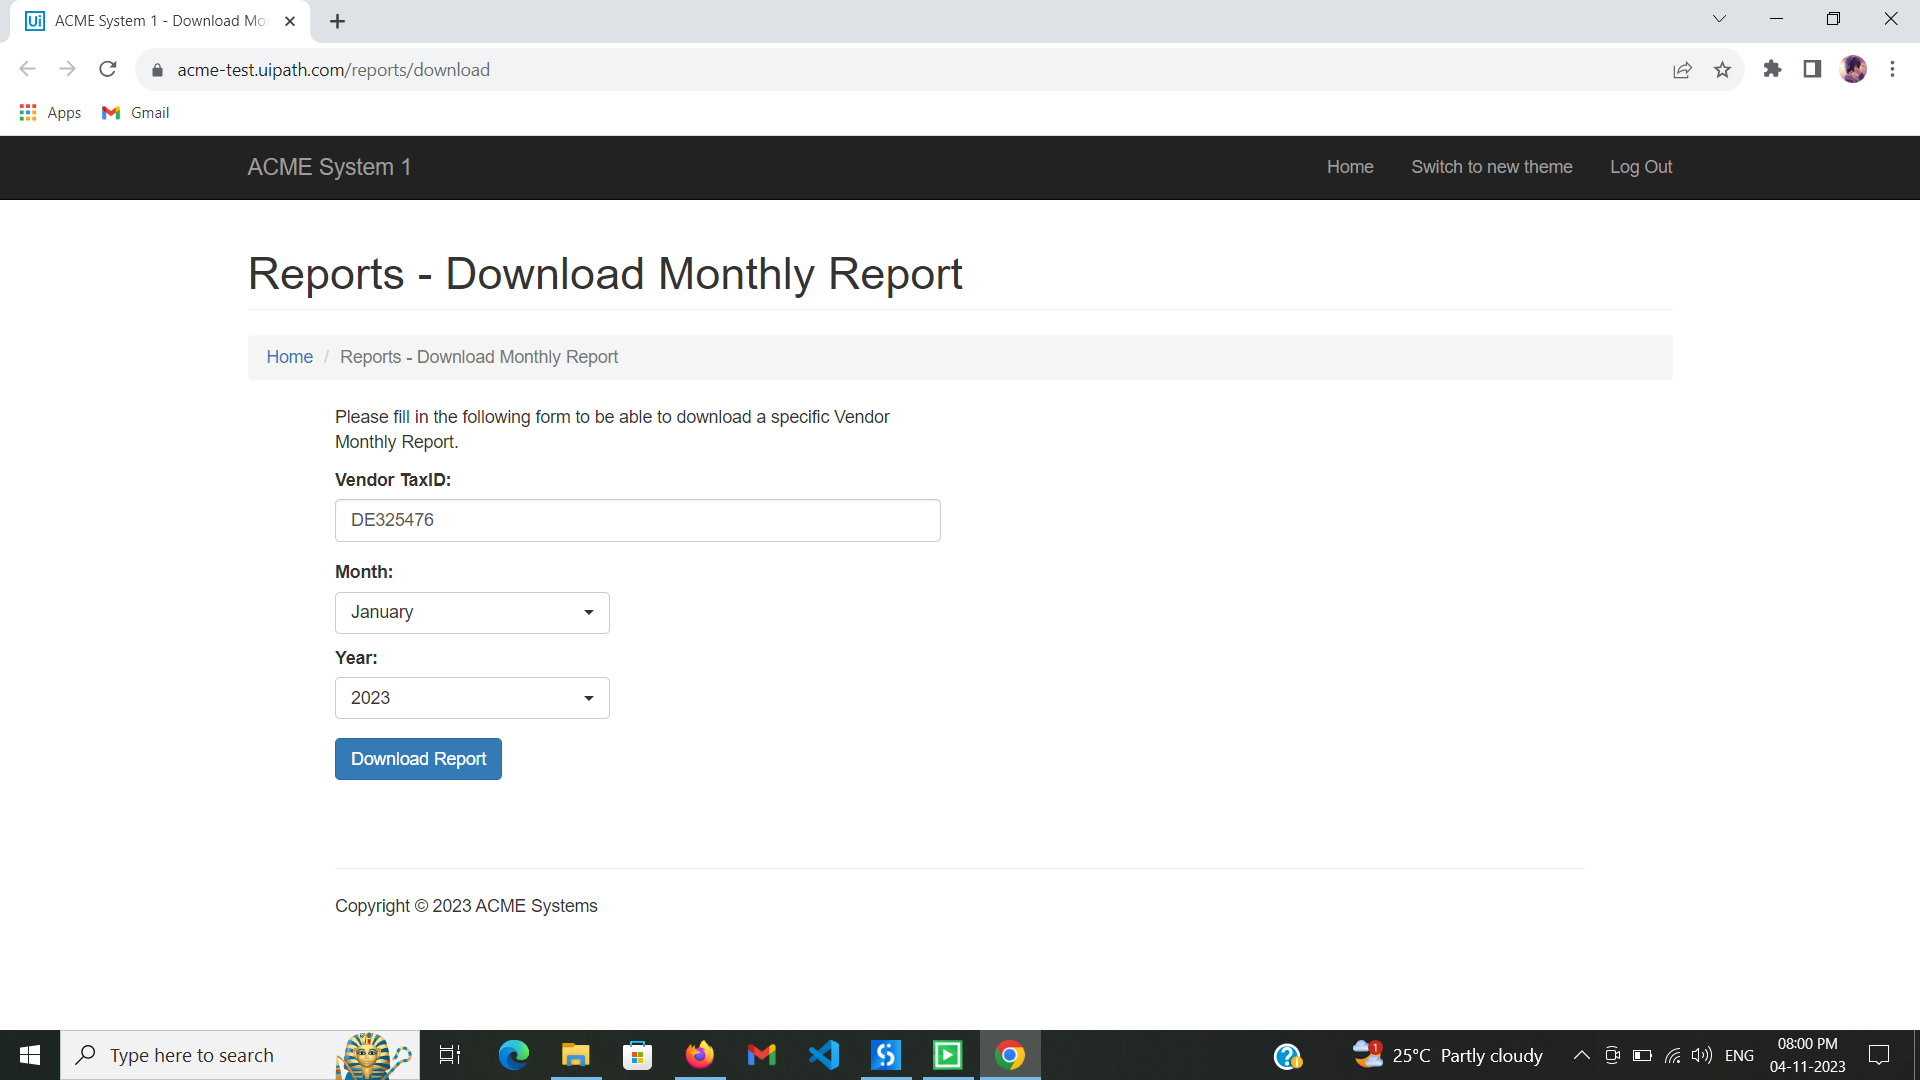 ACME System 1 - Download Mo
acme-test.uipath.com/reports/download
Apps
Gmail
ACME System 1
Home
Switch to new theme
Log Out
Reports - Download Monthly Report
Home / Reports - Download Monthly Report
Please fill in the following form to be able to download a specific Vendor
Monthly Report.
Vendor TaxID:
DE325476
Month:
January
Year:
2023
Download Report
Copyright © 2023 ACME Systems
Type here to search
1
25°C Partly cloudy
ENG
08:00 PM
04-11-2023